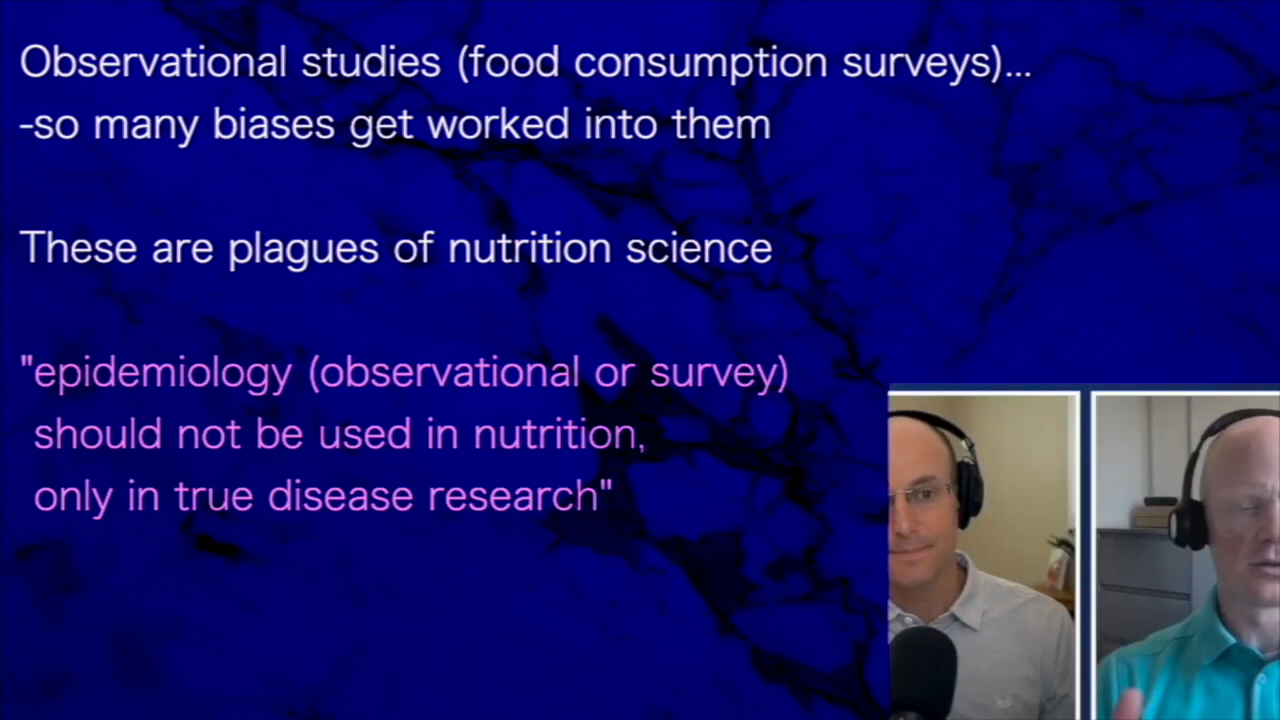 Observational studies (food consumption surveys)...
-so many biases get worked into them
These are plagues of nutrition science
"epidemiology (observational or survey)
should not be used in nutrition,
only in true disease research"